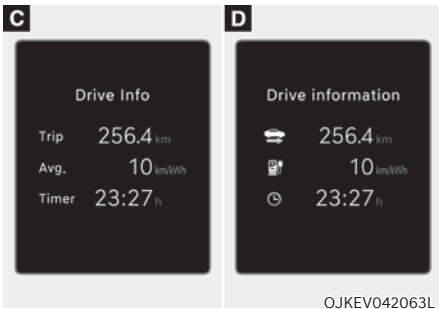 C
Drive Info
Trip 256.4 km
Avg. 10 km/kWh
Timer 23:27 h
D
Drive information
256.4 km
10 km/kWh
23:27 h
OJKEV042063L